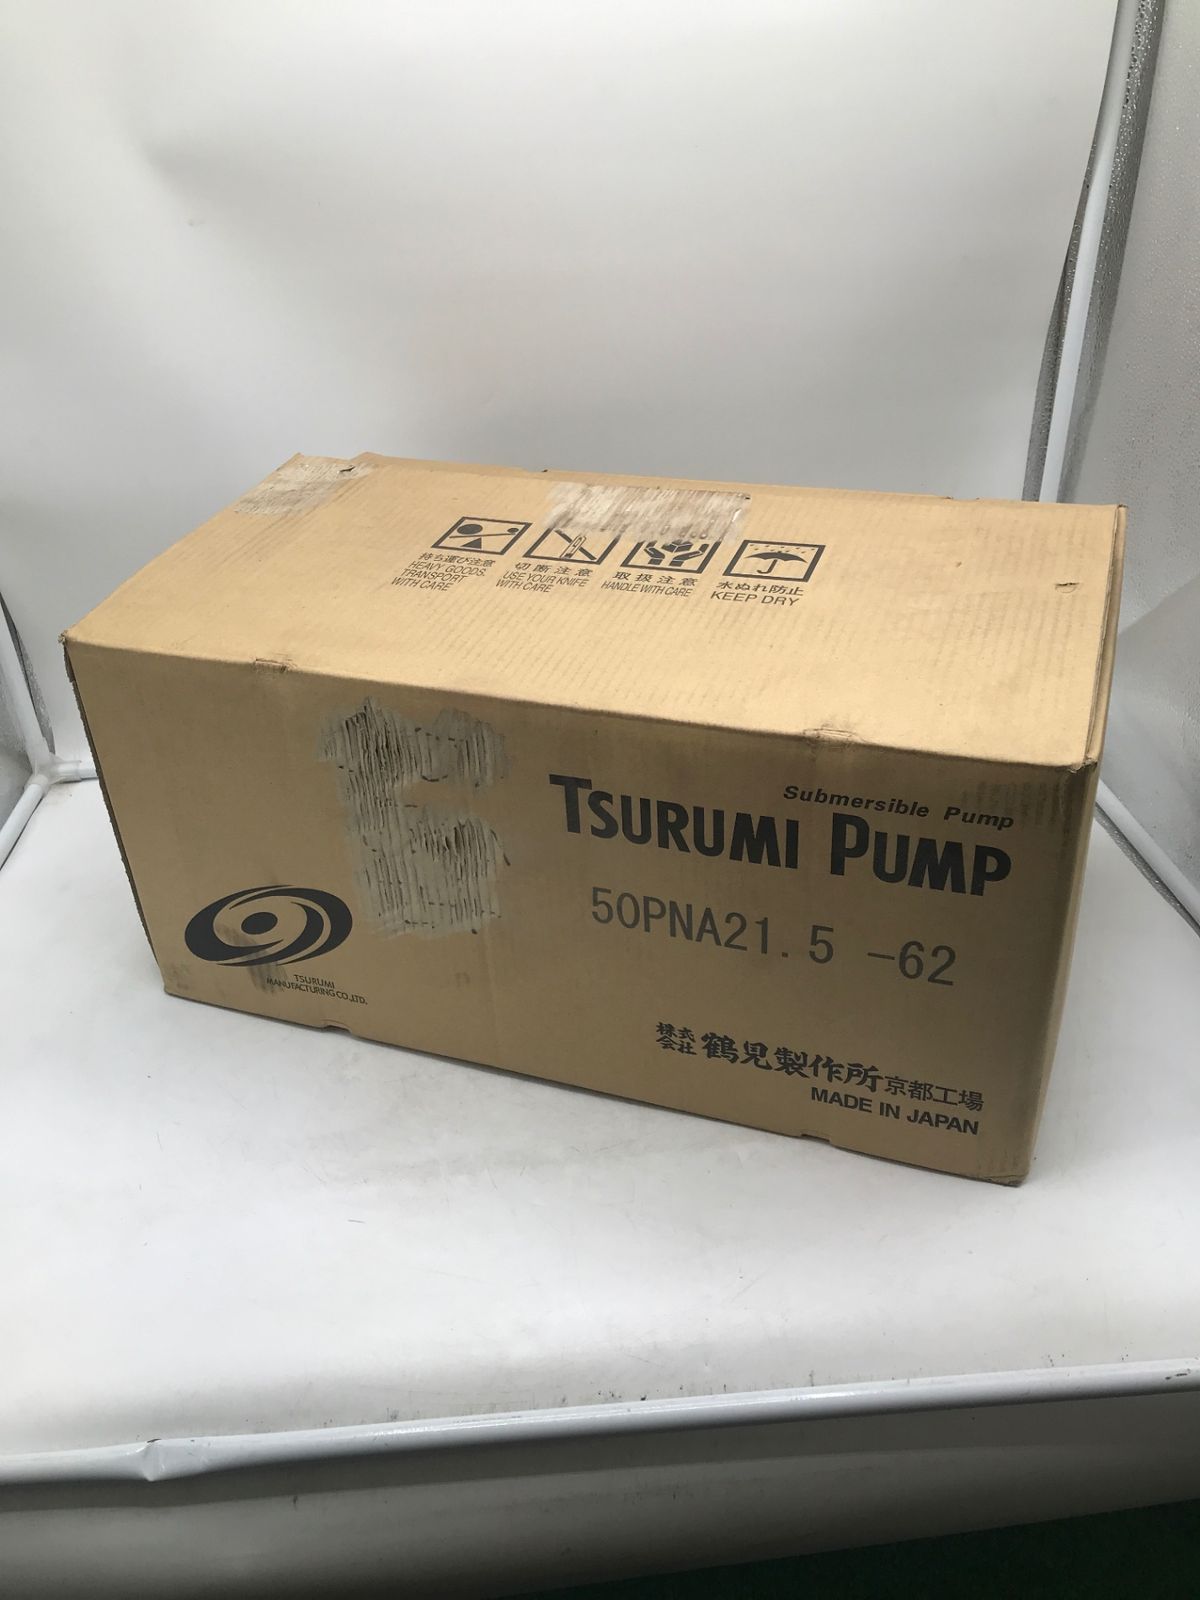 持ち運び注意
HEAVY GOODS,
TRANSPORT
WITH CARE
切断注意
USE YOUR KNIFE
WITH CARE
取扱注意
HANDLE WITH CARE
水ぬれ防止
KEEP DRY
Submersible Pump
TSURUMI PUMP
50PNA21.5 -62
TSURUMI
MANUFACTURING CO.,LTD.
株式会社 鶴見製作所 京都工場
MADE IN JAPAN